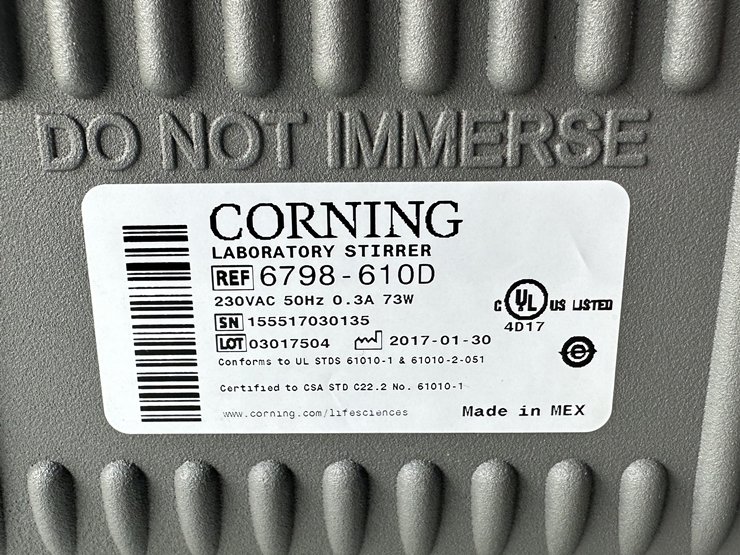 DO NOT IMMERSE
CORNING
LABORATORY STIRRER
REF 6798-610D
230VAC 50Hz 0.3A 73W
C UL US LISTED
4D17
SN 155517030135
LOT 03017504 2017-01-30
Conforms to UL STDS 61010-1 & 61010-2-051
Certified to CSA STD C22.2 No. 61010-1
www.corning.com/lifesciences
Made in MEX